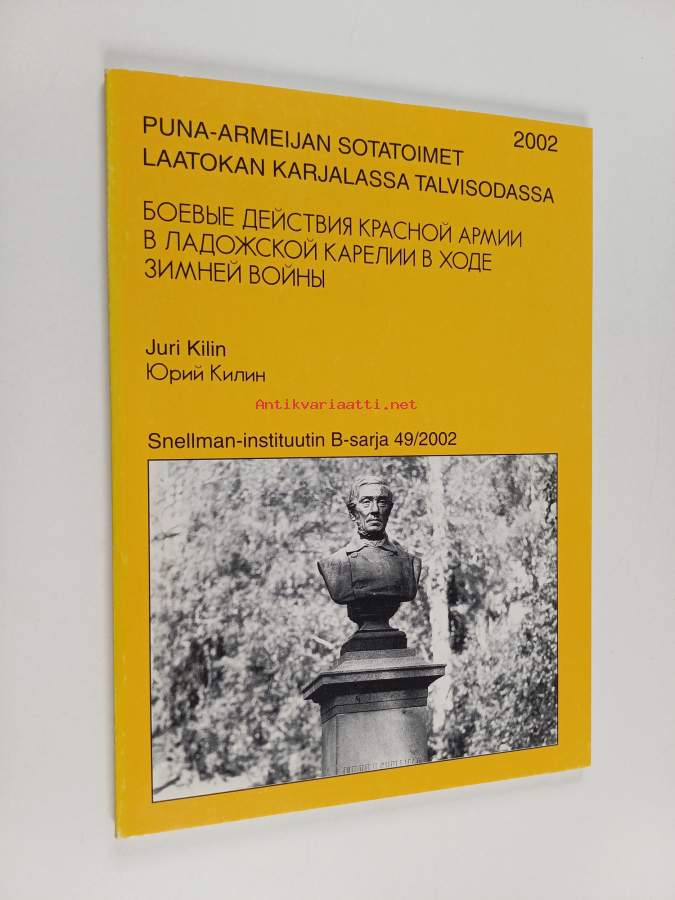 PUNA-ARMEIJAN SOTATOIMET 2002
LAATOKAN KARJALASSA TALVISODASSA
БОЕВЫЕ ДЕЙСТВИЯ КРАСНОЙ АРМИИ
В ЛАДОЖСКОЙ КАРЕЛИИ В ХОДЕ
ЗИМНЕЙ ВОЙНЫ
Juri Kilin
Юрий Килин
Antikvariaatti.net
Snellman-instituutin B-sarja 49/2002